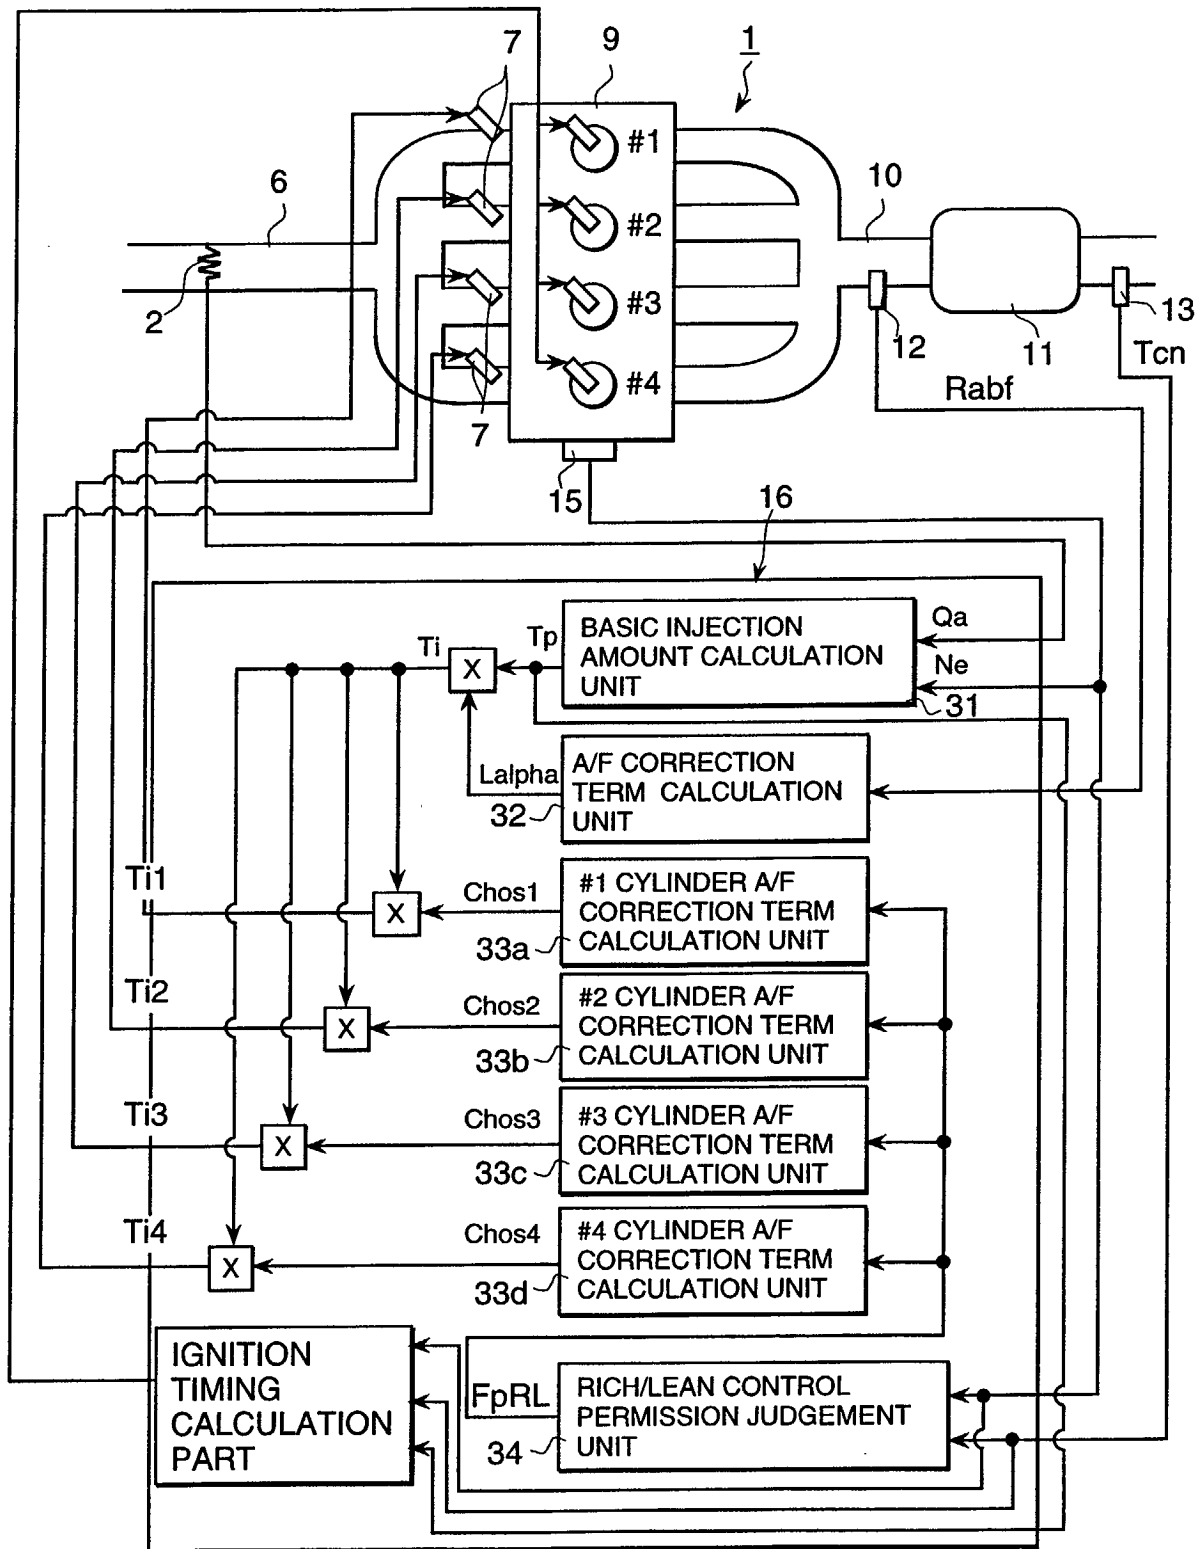 7
9
1
#1
#2
#3
#4
6
2
7
7
10
12
11
13
Tcn
Rabf
15
16
BASIC INJECTION
AMOUNT CALCULATION
UNIT
31
Qa
Ne
Ti
X
Tp
A/F CORRECTION
TERM CALCULATION
UNIT
Lalpha
32
Ti1
X
Chos1
#1 CYLINDER A/F
CORRECTION TERM
CALCULATION UNIT
33a
Ti2
X
Chos2
#2 CYLINDER A/F
CORRECTION TERM
CALCULATION UNIT
33b
Ti3
X
Chos3
#3 CYLINDER A/F
CORRECTION TERM
CALCULATION UNIT
33c
Ti4
X
Chos4
#4 CYLINDER A/F
CORRECTION TERM
CALCULATION UNIT
33d
IGNITION
TIMING
CALCULATION
PART
FpRL
34
RICH/LEAN CONTROL
PERMISSION JUDGEMENT
UNIT